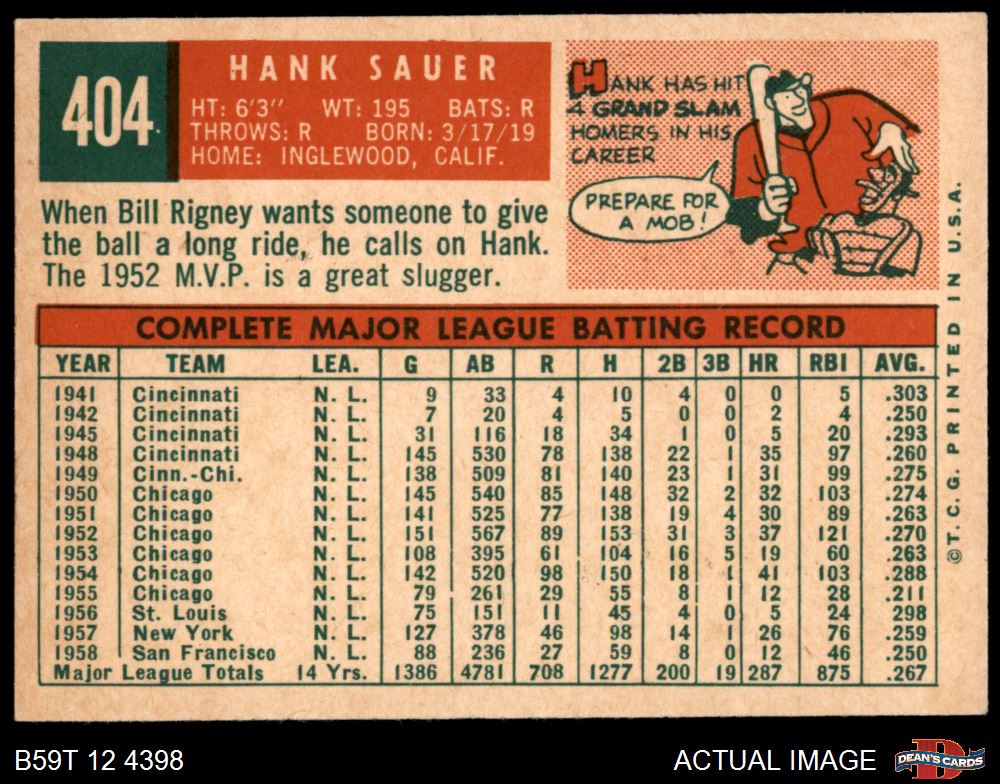 404
HANK SAUER
HT: 6'3" WT: 195 BATS: R
THROWS: R BORN: 3/17/19
HOME: INGLEWOOD, CALIF.
When Bill Rigney wants someone to give
the ball a long ride, he calls on Hank.
The 1952 M.V.P. is a great slugger.
HANK HAS HIT
4 GRAND SLAM
HOMERS IN HIS
CAREER
PREPARE FOR
A MOB!
COMPLETE MAJOR LEAGUE BATTING RECORD
YEAR TEAM LEA. G AB R H 2B 3B HR RBI AVG.
1941 Cincinnati N. L. 9 33 4 10 4 0 0 5 .303
1942 Cincinnati N. L. 7 20 4 5 0 0 2 4 .250
1945 Cincinnati N. L. 31 116 18 34 1 0 5 20 .293
1948 Cincinnati N. L. 145 530 78 138 22 1 35 97 .260
1949 Cinn.-Chi. N. L. 138 509 81 140 23 1 31 99 .275
1950 Chicago N. L. 145 540 85 148 32 2 32 103 .274
1951 Chicago N. L. 141 525 77 138 19 4 30 89 .263
1952 Chicago N. L. 151 567 89 153 31 3 37 121 .270
1953 Chicago N. L. 108 395 61 104 16 5 19 60 .263
1954 Chicago N. L. 142 520 98 150 18 1 41 103 .288
1955 Chicago N. L. 79 261 29 55 8 1 12 28 .211
1956 St. Louis N. L. 75 151 11 45 4 0 5 24 .298
1957 New York N. L. 127 378 46 98 14 1 26 76 .259
1958 San Francisco N. L. 88 236 27 59 8 0 12 46 .250
Major League Totals 14 Yrs. 1386 4781 708 1277 200 19 287 875 .267
©T.C.G. PRINTED IN U.S.A.
B59T 12 4398
ACTUAL IMAGE
DEAN'S CARDS